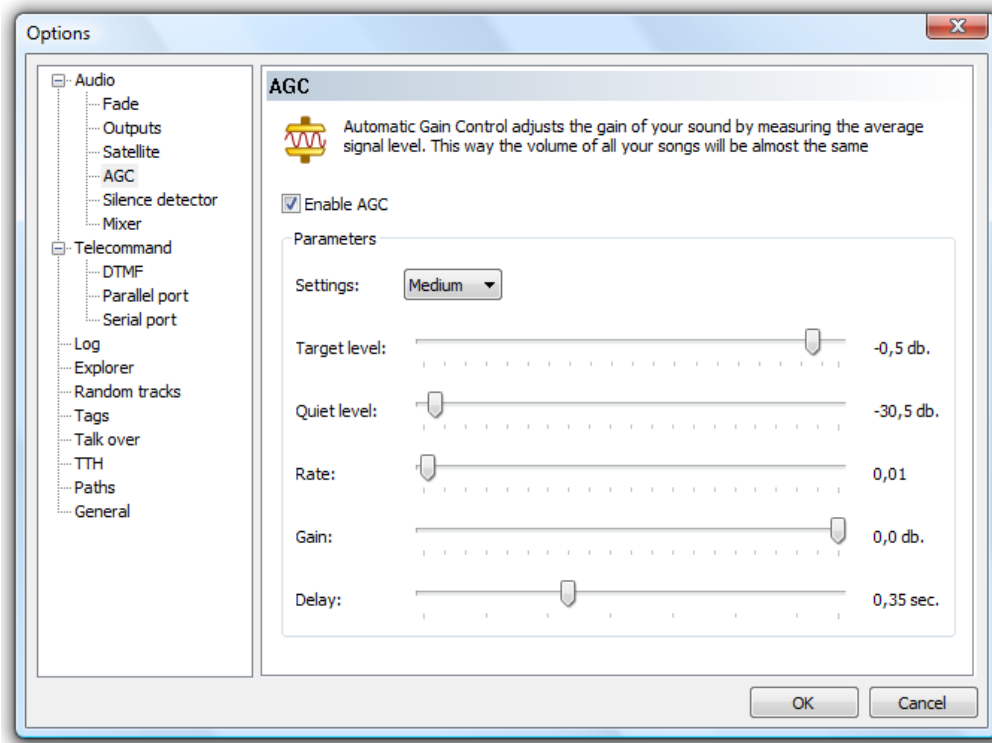 Options
Audio
Fade
Outputs
Satellite
AGC
Silence detector
Mixer
Telecommand
DTMF
Parallel port
Serial port
Log
Explorer
Random tracks
Tags
Talk over
TTH
Paths
General
AGC
Automatic Gain Control adjusts the gain of your sound by measuring the average
signal level. This way the volume of all your songs will be almost the same
Enable AGC
Parameters
Settings: Medium
Target level: -0,5 db.
Quiet level: -30,5 db.
Rate: 0,01
Gain: 0,0 db.
Delay: 0,35 sec.
OK Cancel